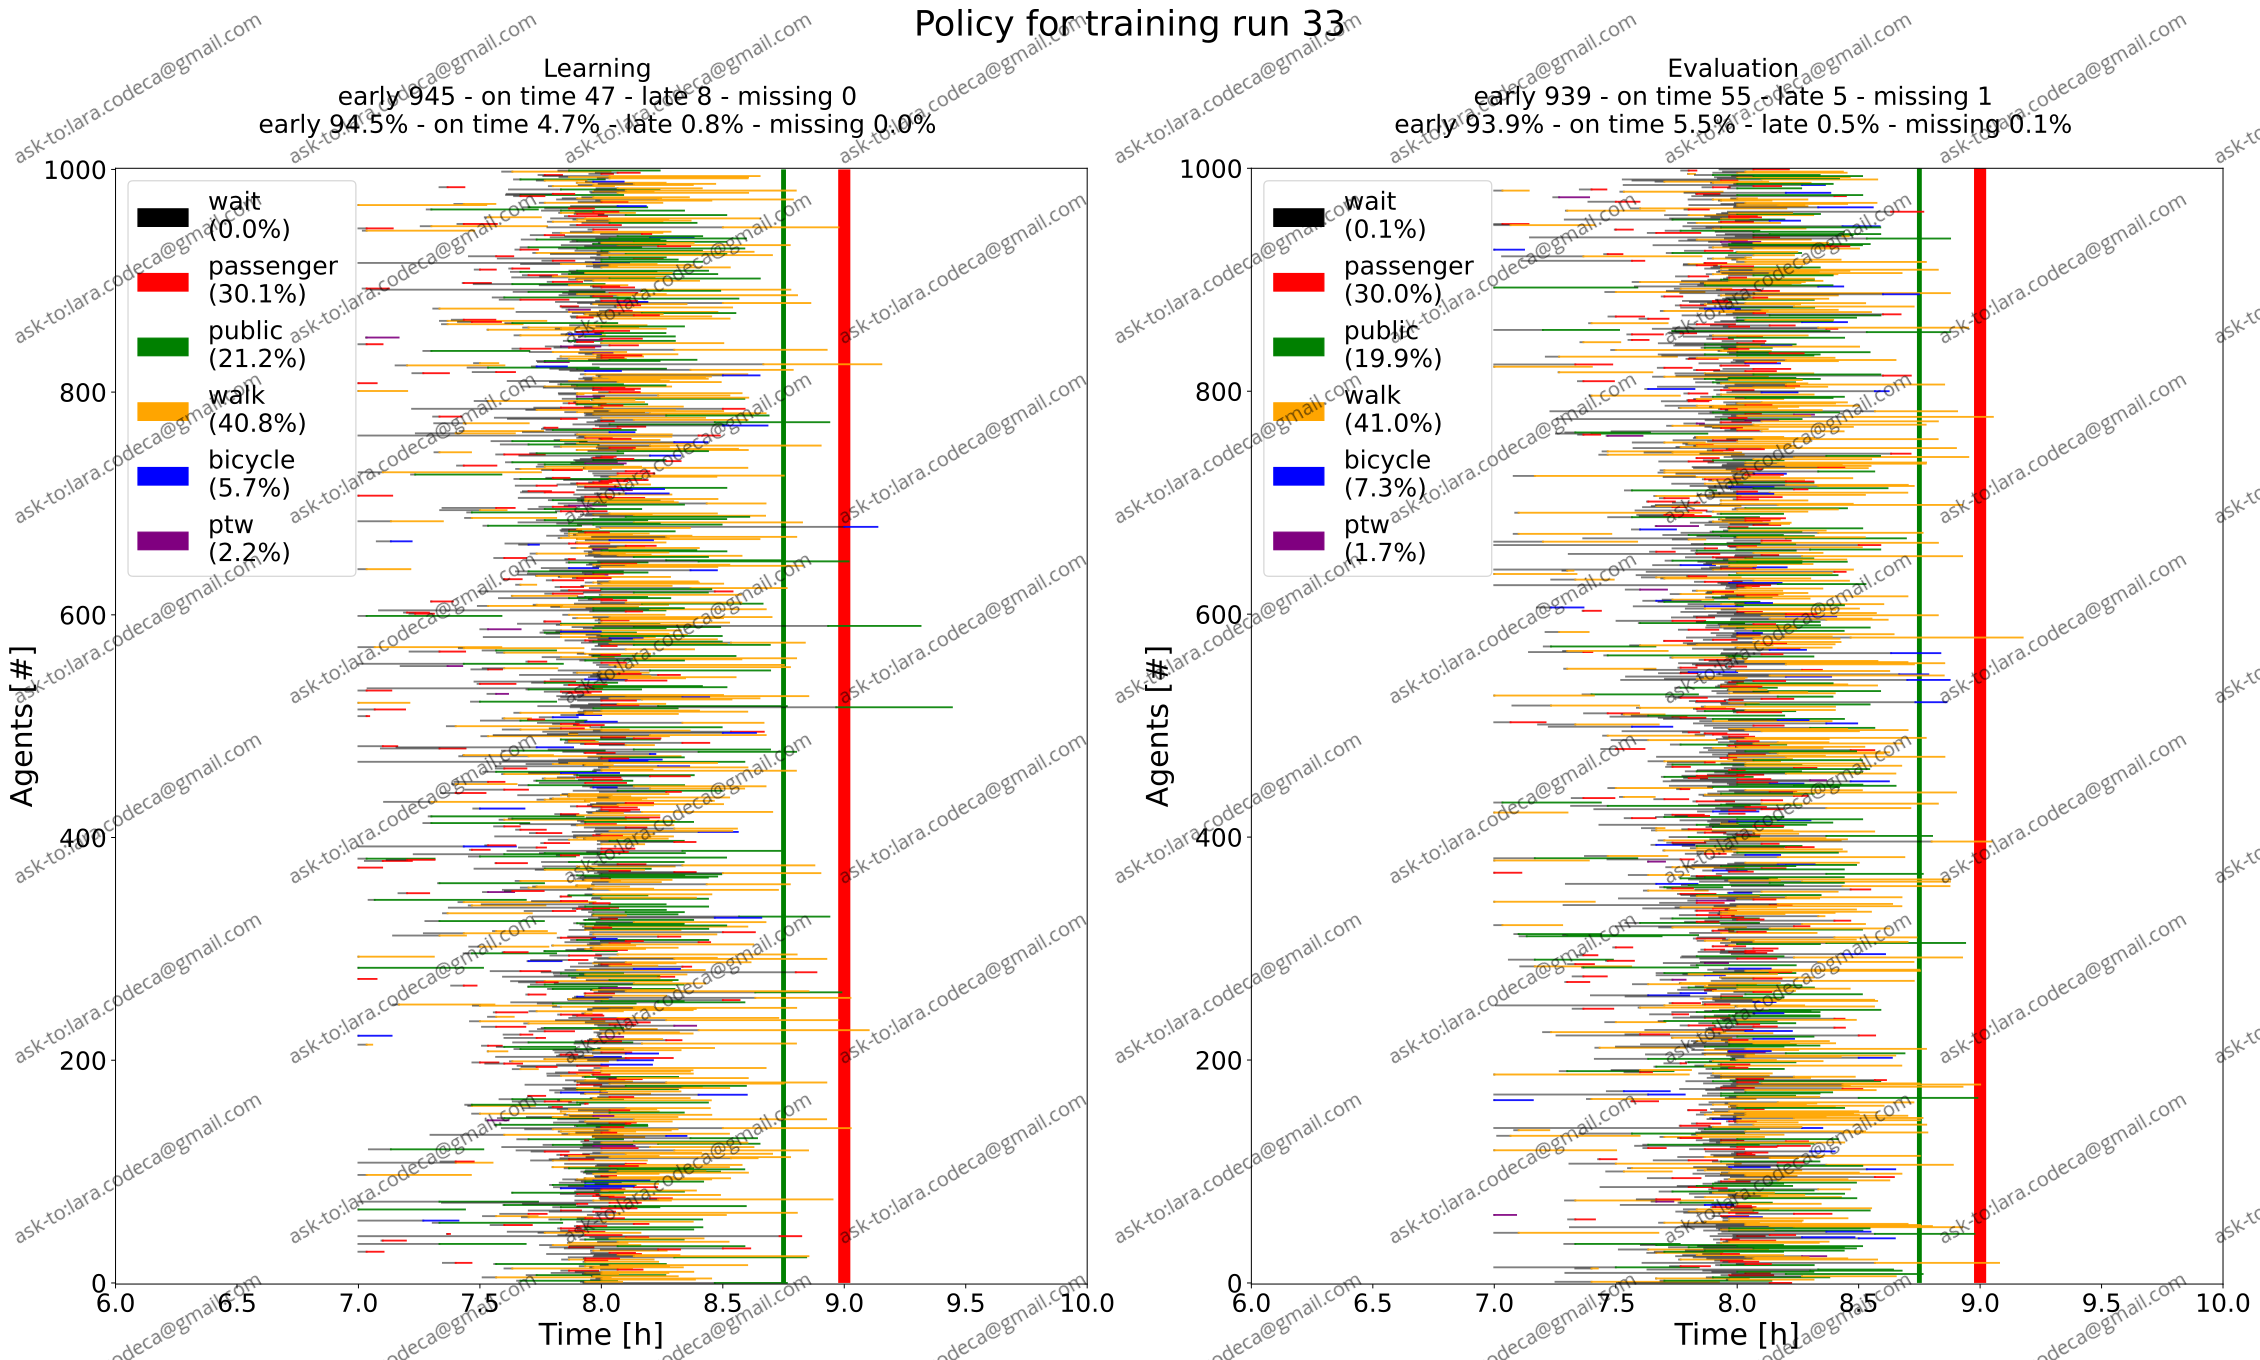 Policy for training run 33
Learning
early 945 - on time 47 - late 8 - missing 0
early 94.5% - on time 4.7% - late 0.8% - missing 0.0%
1000
800
600
400
200
0
Agents [#]
wait
(0.0%)
passenger
(30.1%)
public
(21.2%)
walk
(40.8%)
bicycle
(5.7%)
ptw
(2.2%)
6.0 6.5 7.0 7.5 8.0 8.5 9.0 9.5 10.0
Time [h]
Evaluation
early 939 - on time 55 - late 5 - missing 1
early 93.9% - on time 5.5% - late 0.5% - missing 0.1%
1000
800
600
400
200
0
Agents [#]
wait
(0.1%)
passenger
(30.0%)
public
(19.9%)
walk
(41.0%)
bicycle
(7.3%)
ptw
(1.7%)
6.0 6.5 7.0 7.5 8.0 8.5 9.0 9.5 10.0
Time [h]
ask-to:lara.codeca@gmail.com